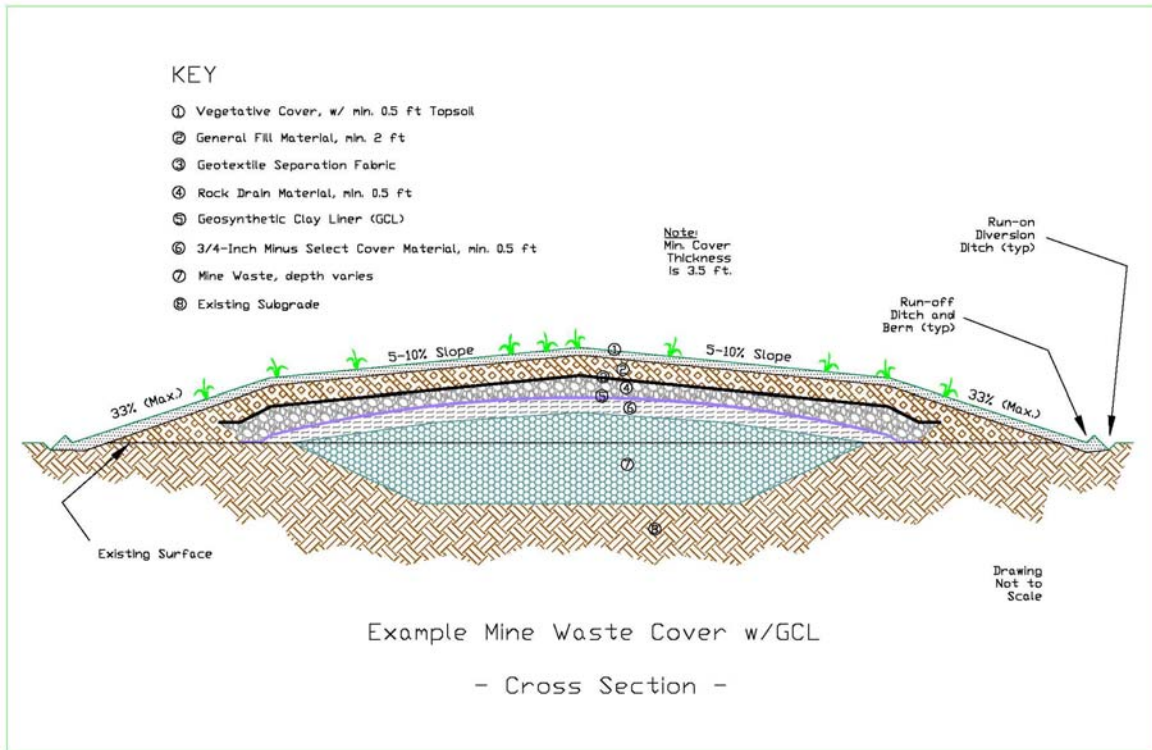 KEY
① Vegetative Cover, w/ min. 0.5 ft Topsoil
② General Fill Material, min. 2 ft
③ Geotextile Separation Fabric
④ Rock Drain Material, min. 0.5 ft
⑤ Geosynthetic Clay Liner (GCL)
⑥ 3/4-Inch Minus Select Cover Material, min. 0.5 ft
⑦ Mine Waste, depth varies
⑧ Existing Subgrade
Note:
Min. Cover
Thickness
is 3.5 ft.
Run-on
Diversion
Ditch (typ)
Run-off
Ditch and
Berm (typ)
33% (Max.)
5-10% Slope
5-10% Slope
33% (Max.)
①
②
③
④
⑤
⑥
⑦
⑧
Existing Surface
Drawing
Not to
Scale
Example Mine Waste Cover w/GCL
- Cross Section -